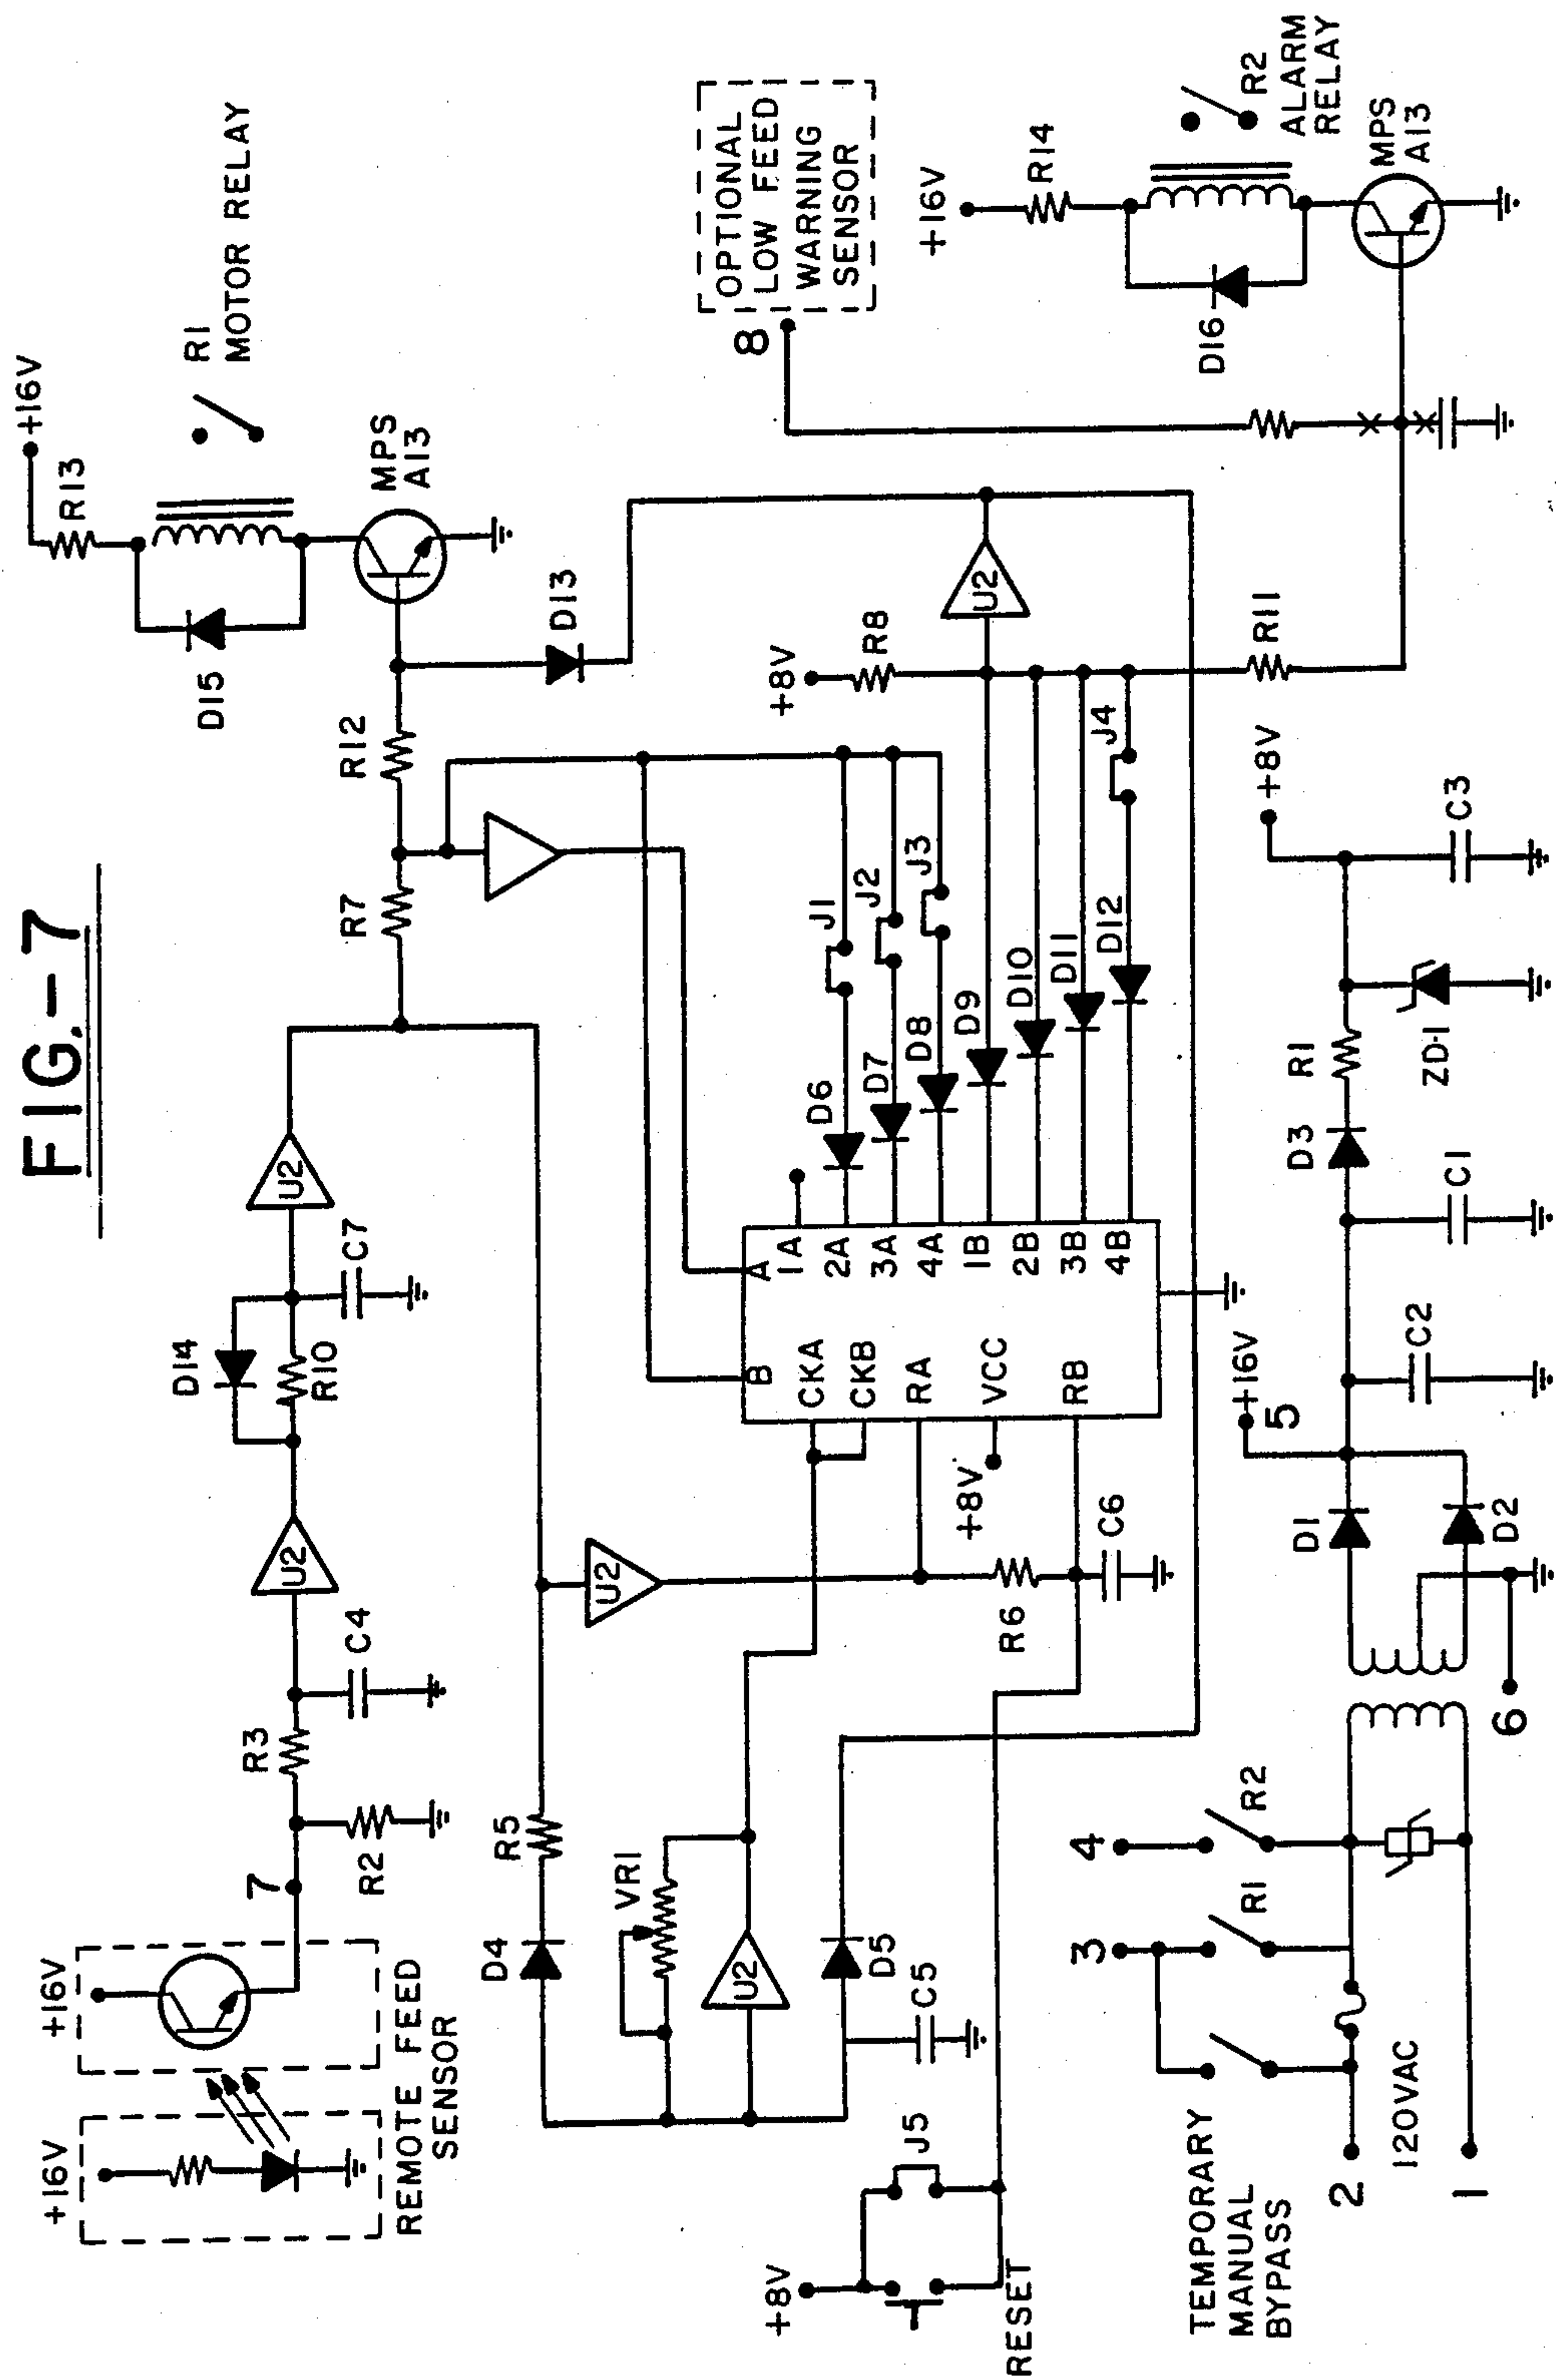 FIG.-7
+16V
+16V
REMOTE FEED
SENSOR
7
R2
R3
C4
U2
D14
R10
C7
U2
R7
R12
+16V
R13
D15
R1
MOTOR RELAY
MPS
A13
D13
D4
R5
VR1
U2
D5
C5
U2
R6
C6
+8V
J5
RESET
B
A
CKA
CKB
RA
VCC
RB
+8V
1A
2A
3A
4A
1B
2B
3B
4B
D6
D7
D8
D9
D10
D11
D12
J1
J2
J3
J4
+8V
R8
U2
R11
8
OPTIONAL
LOW FEED
WARNING
SENSOR
+16V
R14
D16
R2
ALARM
RELAY
MPS
A13
TEMPORARY
MANUAL
BYPASS
2
120VAC
1
3
R1
4
R2
6
D1
D2
+16V
5
C2
C1
D3
R1
ZD-1
C3
+8V